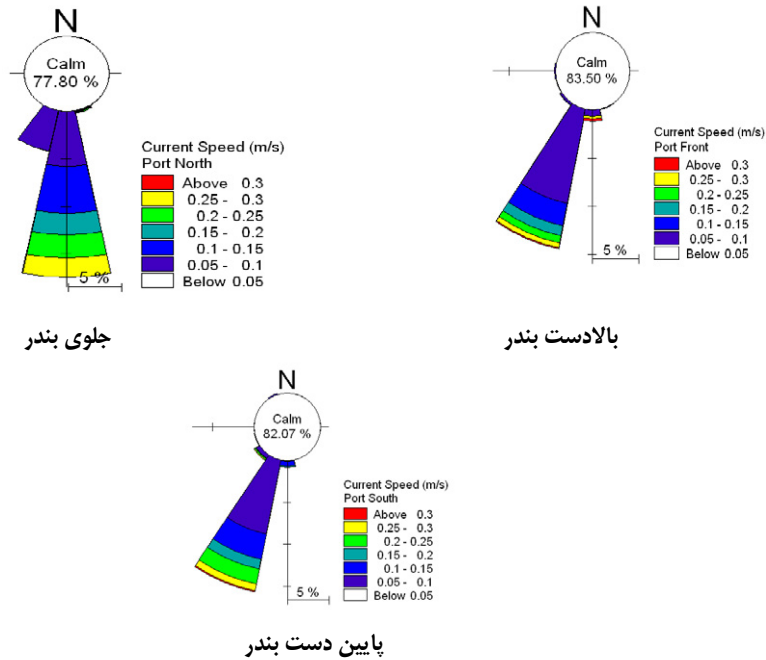 N
Calm
77.80 %
Current Speed (m/s)
Port North
Above 0.3
0.25 - 0.3
0.2 - 0.25
0.15 - 0.2
0.1 - 0.15
0.05 - 0.1
Below 0.05
5 %
جلوی بندر
N
Calm
83.50 %
Current Speed (m/s)
Port Front
Above 0.3
0.25 - 0.3
0.2 - 0.25
0.15 - 0.2
0.1 - 0.15
0.05 - 0.1
Below 0.05
5 %
بالادست بندر
N
Calm
82.07 %
Current Speed (m/s)
Port South
Above 0.3
0.25 - 0.3
0.2 - 0.25
0.15 - 0.2
0.1 - 0.15
0.05 - 0.1
Below 0.05
5 %
پایین دست بندر